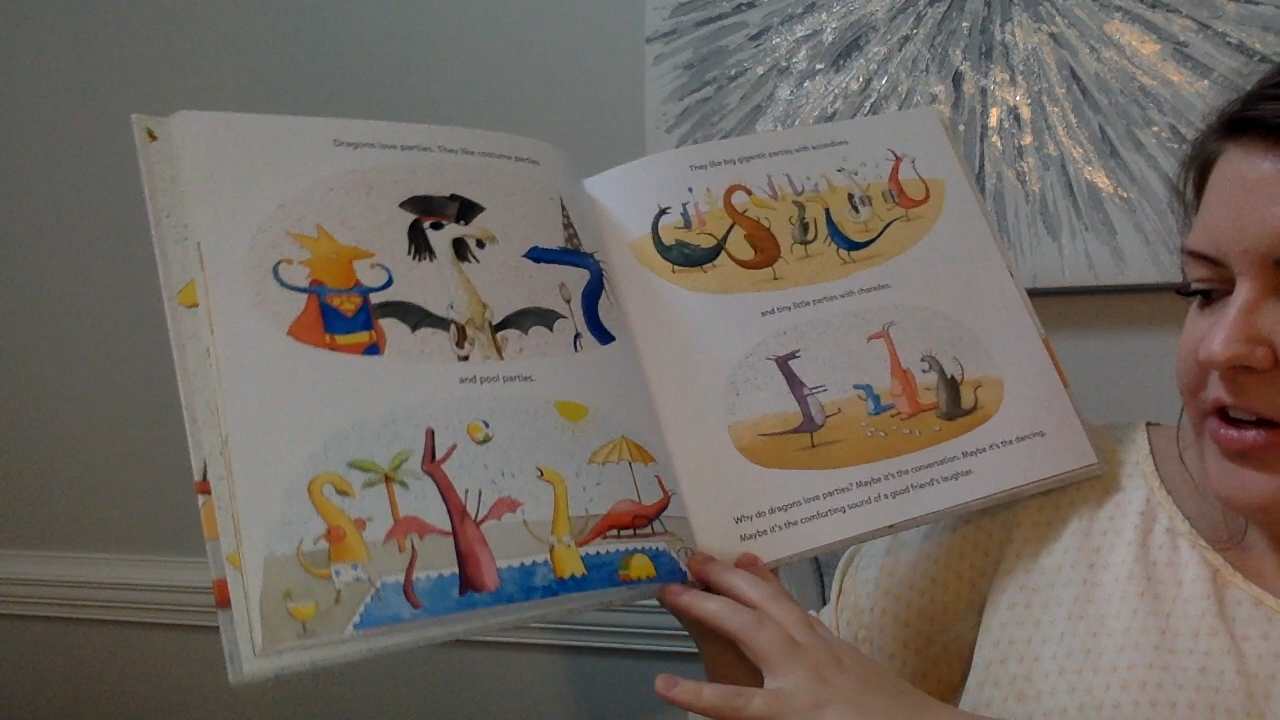 Dragons love parties. They like costume parties
and pool parties.
They like big gigantic parties with accordions
and tiny little parties with charades.
Why do dragons love parties? Maybe it's the conversation. Maybe it's the dancing.
Maybe it's the comforting sound of a good friend's laughter.